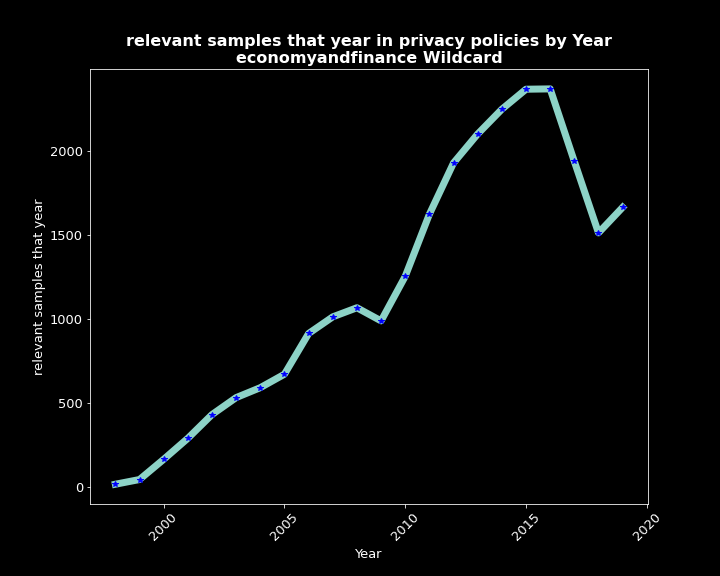 relevant samples that year in privacy policies by Year
economyandfinance Wildcard
relevant samples that year
2000
1500
1000
500
0
2000
2005
2010
2015
2020
Year